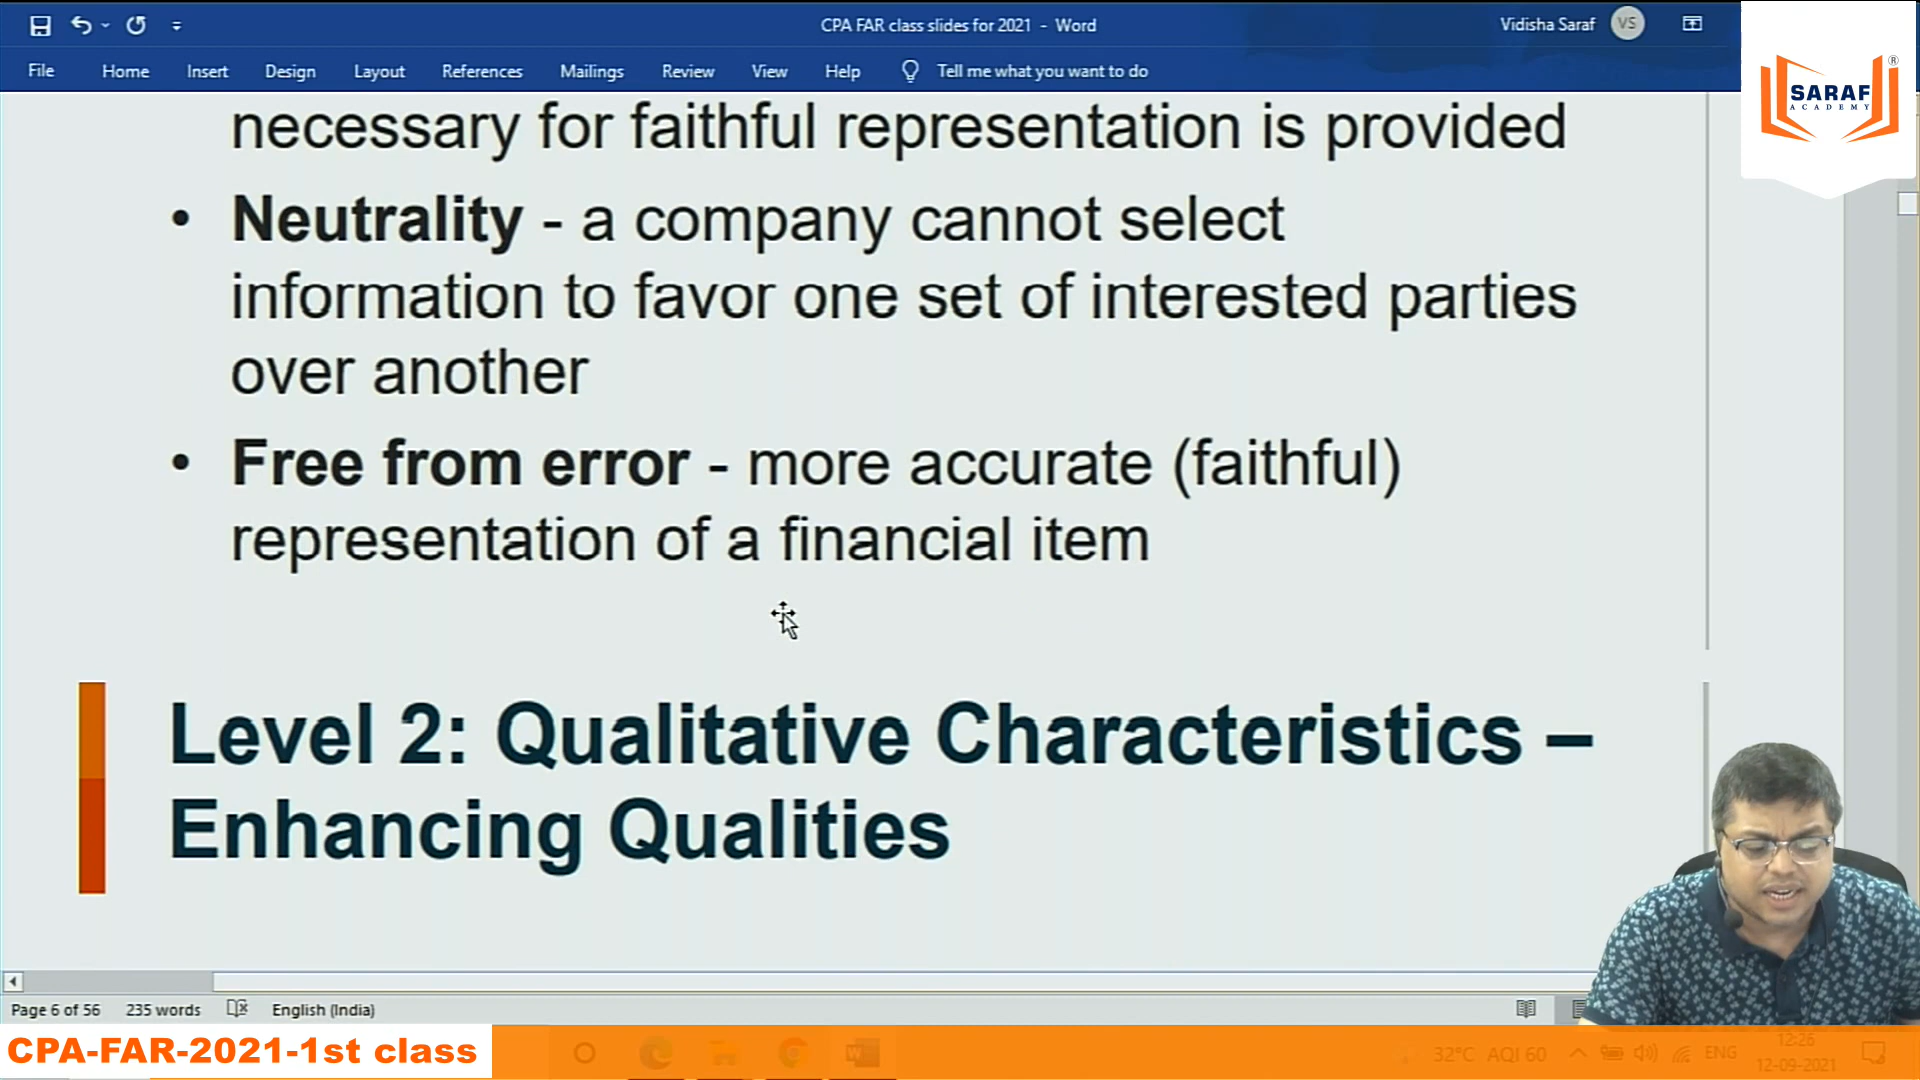 CPA FAR class slides for 2021 - Word
Vidisha Saraf
VS
File Home Insert Design Layout References Mailings Review View Help Tell me what you want to do
SARAF
ACADEMY
®
necessary for faithful representation is provided
• Neutrality - a company cannot select
information to favor one set of interested parties
over another
• Free from error - more accurate (faithful)
representation of a financial item
Level 2: Qualitative Characteristics –
Enhancing Qualities
Page 6 of 56 235 words English (India)
CPA-FAR-2021-1st class
32°C AQI 60 ENG
12:26
12-09-2021